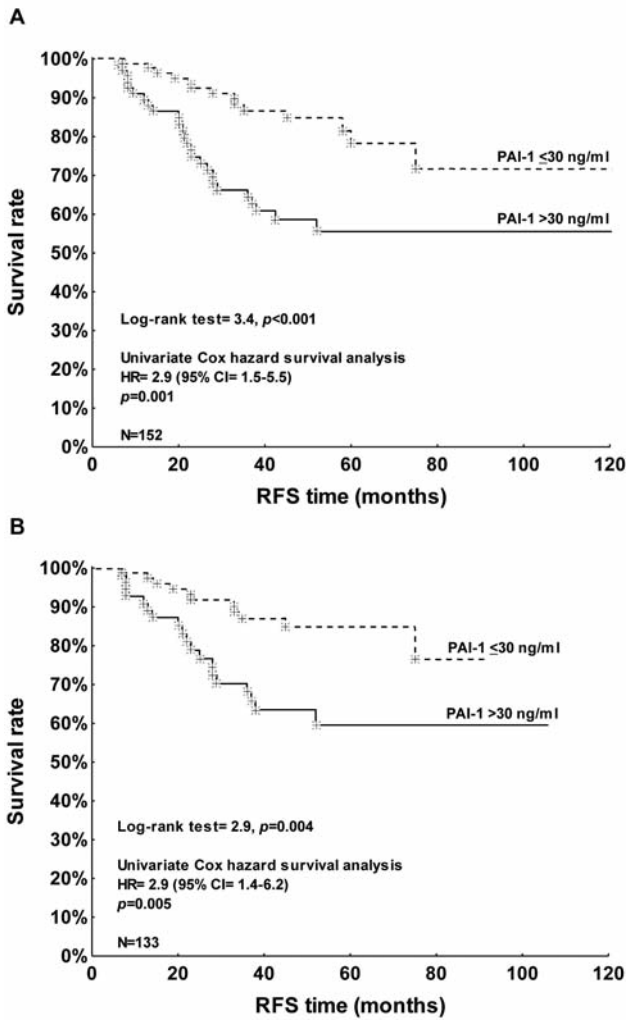 A
100%
90%
80%
70%
60%
50%
40%
30%
20%
10%
0%
Survival rate
PAI-1 ≤30 ng/ml
PAI-1 >30 ng/ml
Log-rank test= 3.4, p<0.001
Univariate Cox hazard survival analysis
HR= 2.9 (95% CI= 1.5-5.5)
p=0.001
N=152
0 20 40 60 80 100 120
RFS time (months)
B
100%
90%
80%
70%
60%
50%
40%
30%
20%
10%
0%
Survival rate
PAI-1 ≤30 ng/ml
PAI-1 >30 ng/ml
Log-rank test= 2.9, p=0.004
Univariate Cox hazard survival analysis
HR= 2.9 (95% CI= 1.4-6.2)
p=0.005
N=133
0 20 40 60 80 100 120
RFS time (months)